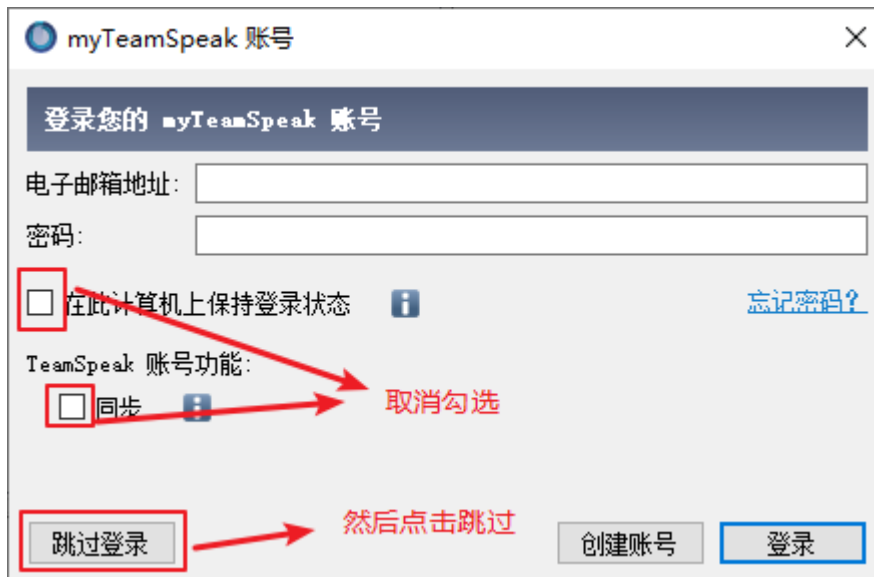 myTeamSpeak 账号
登录您的 myTeamSpeak 账号
电子邮箱地址:
密码:
在此计算机上保持登录状态
忘记密码?
TeamSpeak 账号功能:
同步
取消勾选
然后点击跳过
跳过登录
创建账号
登录